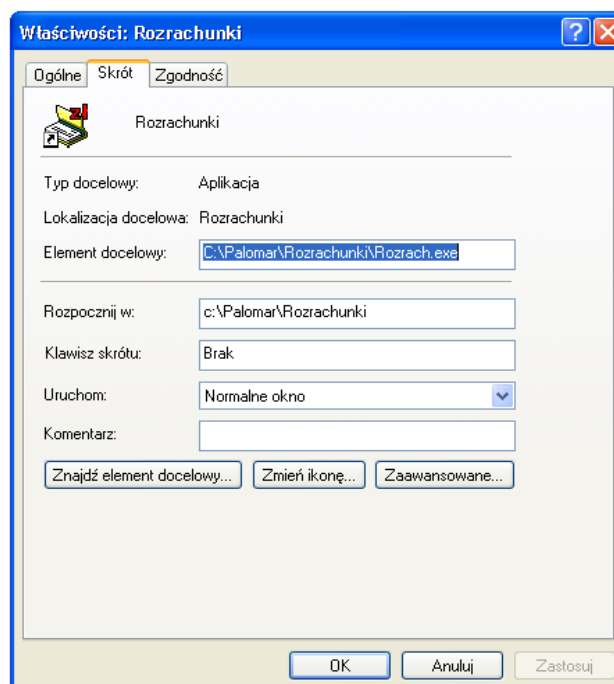 Właściwości: Rozrachunki
Ogólne Skrót Zgodność
zł
Rozrachunki
Typ docelowy: Aplikacja
Lokalizacja docelowa: Rozrachunki
Element docelowy: C:\Palomar\Rozrachunki\Rozrach.exe
Rozpocznij w: c:\Palomar\Rozrachunki
Klawisz skrótu: Brak
Uruchom: Normalne okno
Komentarz:
Znajdź element docelowy... Zmień ikonę... Zaawansowane...
OK Anuluj Zastosuj